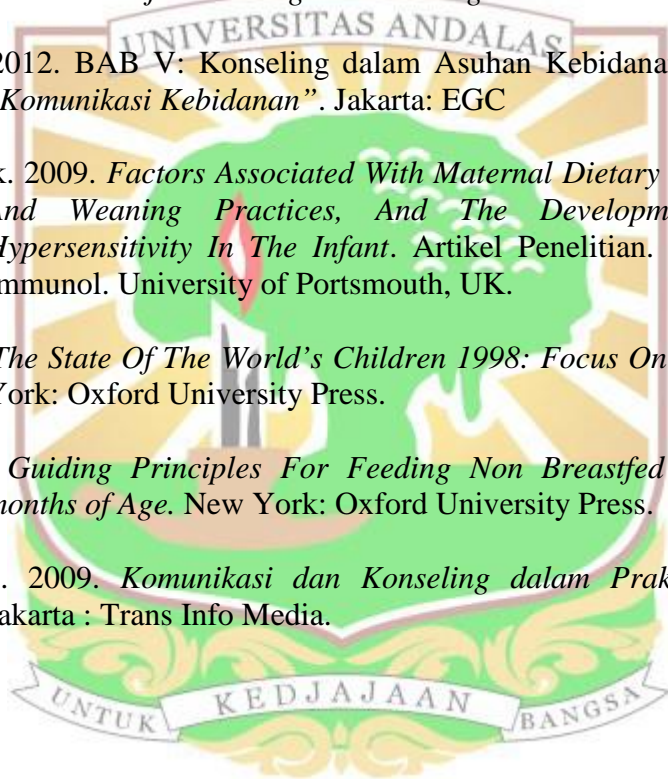 UNIVERSITAS ANDALAS
2012. BAB V: Konseling dalam Asuhan Kebidana
Komunikasi Kebidanan”. Jakarta: EGC
k. 2009. Factors Associated With Maternal Dietary
And Weaning Practices, And The Developm
Hypersensitivity In The Infant. Artikel Penelitian.
mmunol. University of Portsmouth, UK.
The State Of The World’s Children 1998: Focus On
York: Oxford University Press.
Guiding Principles For Feeding Non Breastfed
months of Age. New York: Oxford University Press.
. 2009. Komunikasi dan Konseling dalam Prak
akarta : Trans Info Media.
UNTUK KEDJAJAAN BANGSA